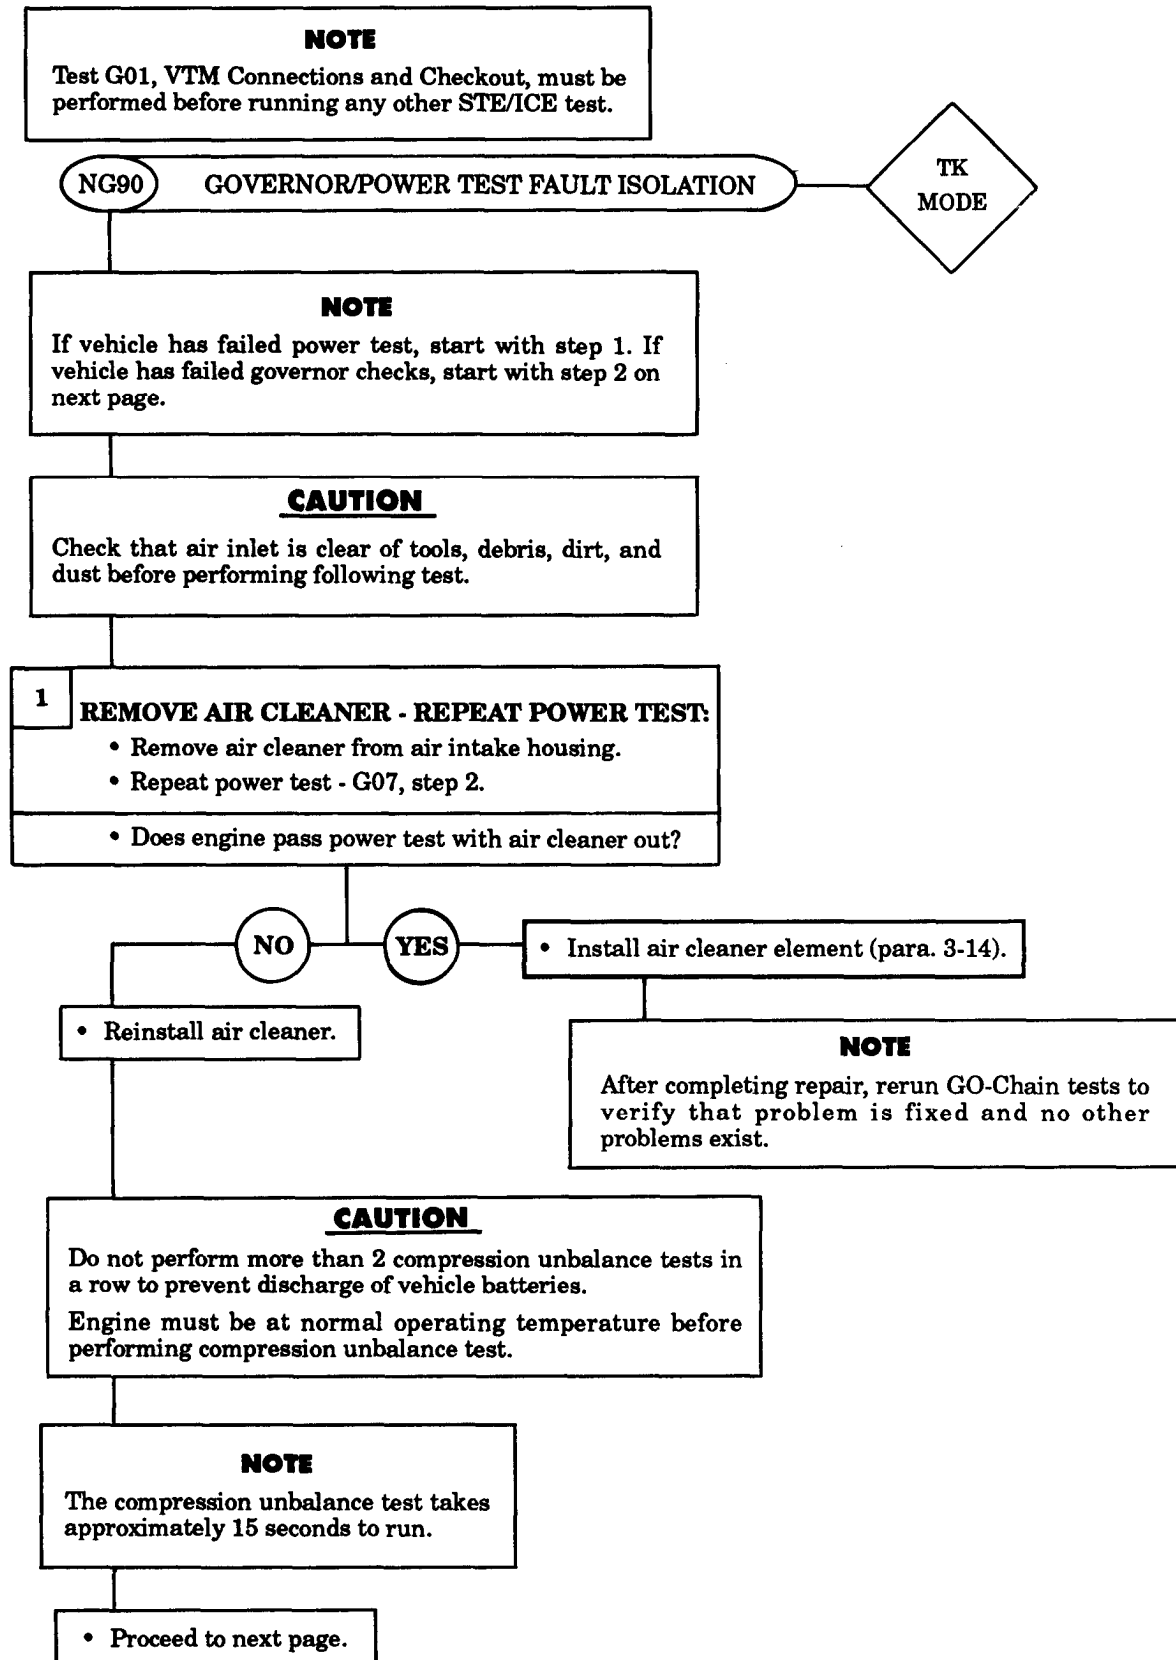 NOTE
Test G01, VTM Connections and Checkout, must be
performed before running any other STE/ICE test.
NG90 GOVERNOR/POWER TEST FAULT ISOLATION
TK
MODE
NOTE
If vehicle has failed power test, start with step 1. If
vehicle has failed governor checks, start with step 2 on
next page.
CAUTION
Check that air inlet is clear of tools, debris, dirt, and
dust before performing following test.
1
REMOVE AIR CLEANER - REPEAT POWER TEST:
• Remove air cleaner from air intake housing.
• Repeat power test - G07, step 2.
• Does engine pass power test with air cleaner out?
NO
YES
• Install air cleaner element (para. 3-14).
• Reinstall air cleaner.
NOTE
After completing repair, rerun GO-Chain tests to
verify that problem is fixed and no other
problems exist.
CAUTION
Do not perform more than 2 compression unbalance tests in
a row to prevent discharge of vehicle batteries.
Engine must be at normal operating temperature before
performing compression unbalance test.
NOTE
The compression unbalance test takes
approximately 15 seconds to run.
• Proceed to next page.